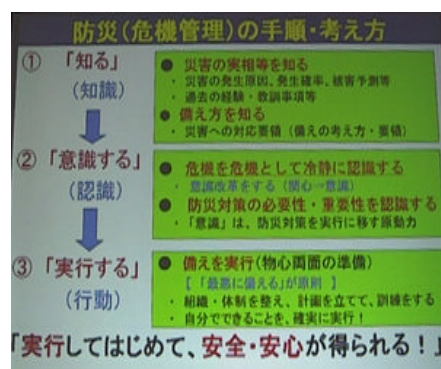 防災(危機管理)の手順・考え方
① 「知る」
(知識)
● 災害の実相等を知る
・ 災害の発生原因、発生確率、被害予測等
・ 過去の経験・教訓事項等
● 備え方を知る
・ 災害への対応要領（備えの考え方・要領）
② 「意識する」
(認識)
● 危機を危機として冷静に認識する
・ 意識改革をする（関心→意識）
● 防災対策の必要性・重要性を認識する
・ 「意識」は、防災対策を実行に移す原動力
③ 「実行する」
(行動)
● 備えを実行(物心両面の準備)
【 「最悪に備える」が原則 】
・ 組織・体制を整え、計画を立てて、訓練をする
・ 自分でできることを、確実に実行！
「実行してはじめて、安全・安心が得られる！」